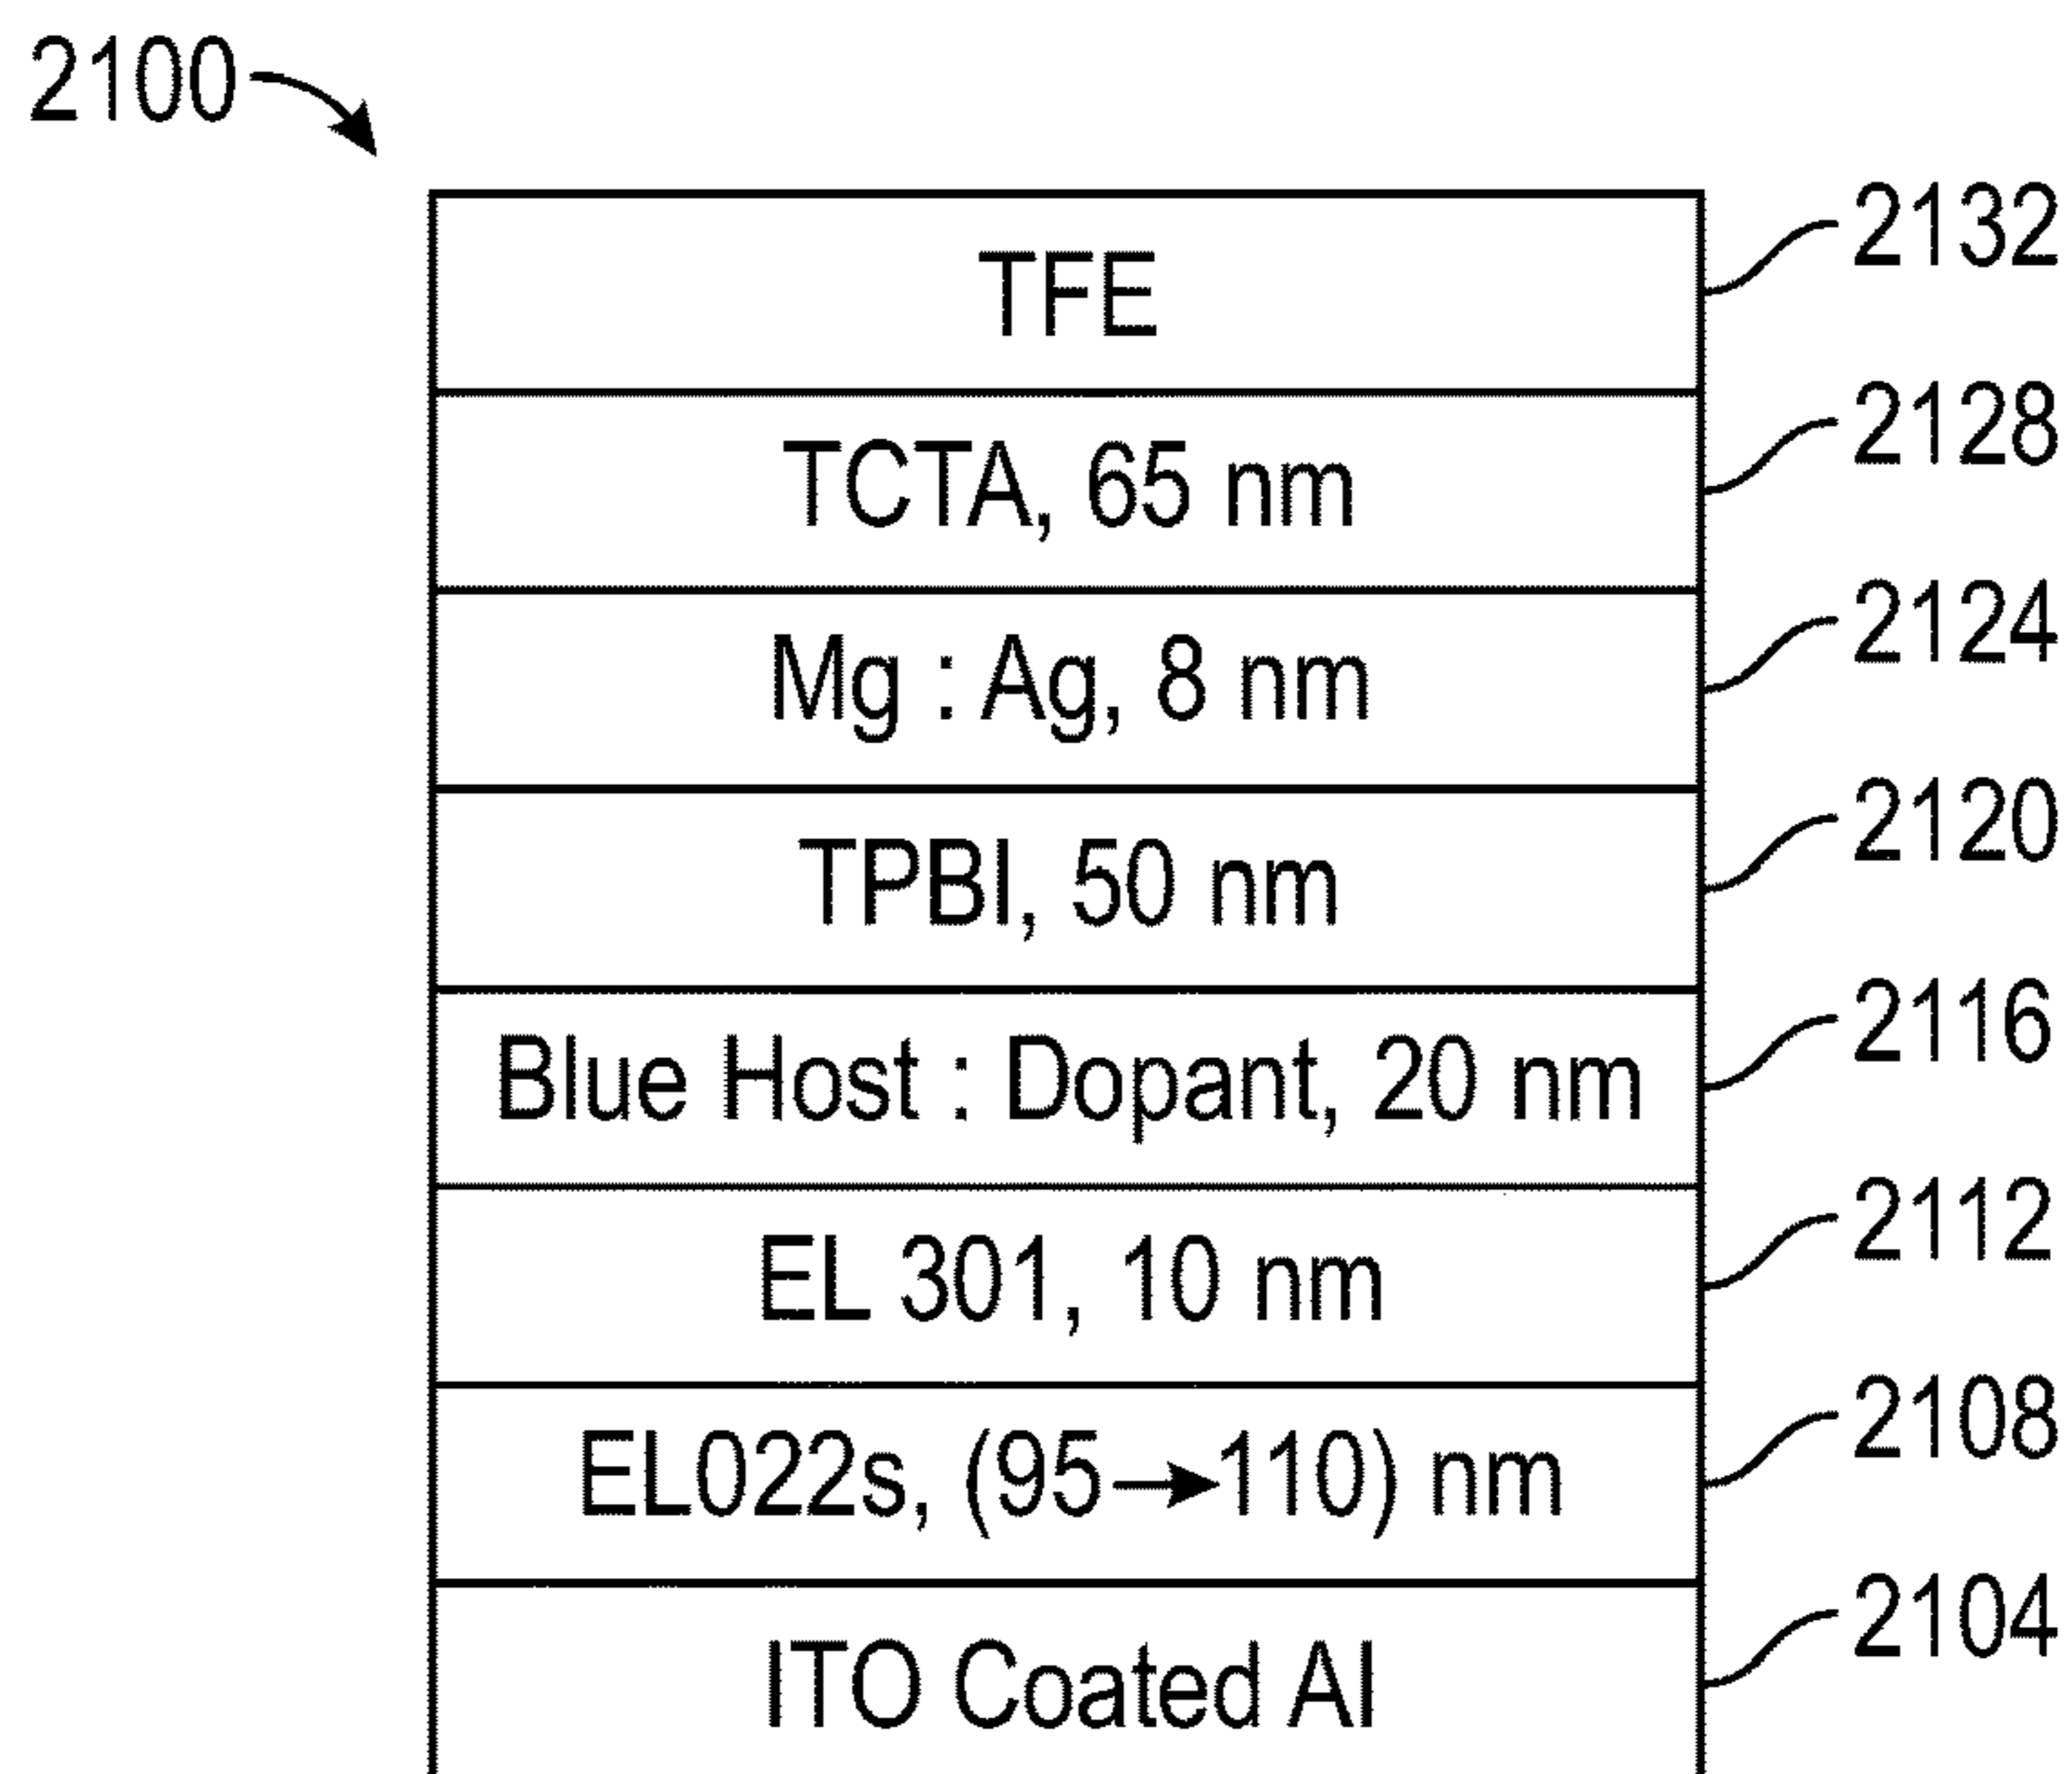 2100
TFE
2132
TCTA, 65 nm
2128
Mg : Ag, 8 nm
2124
TPBI, 50 nm
2120
Blue Host : Dopant, 20 nm
2116
EL 301, 10 nm
2112
EL022s, (95→110) nm
2108
ITO Coated Al
2104